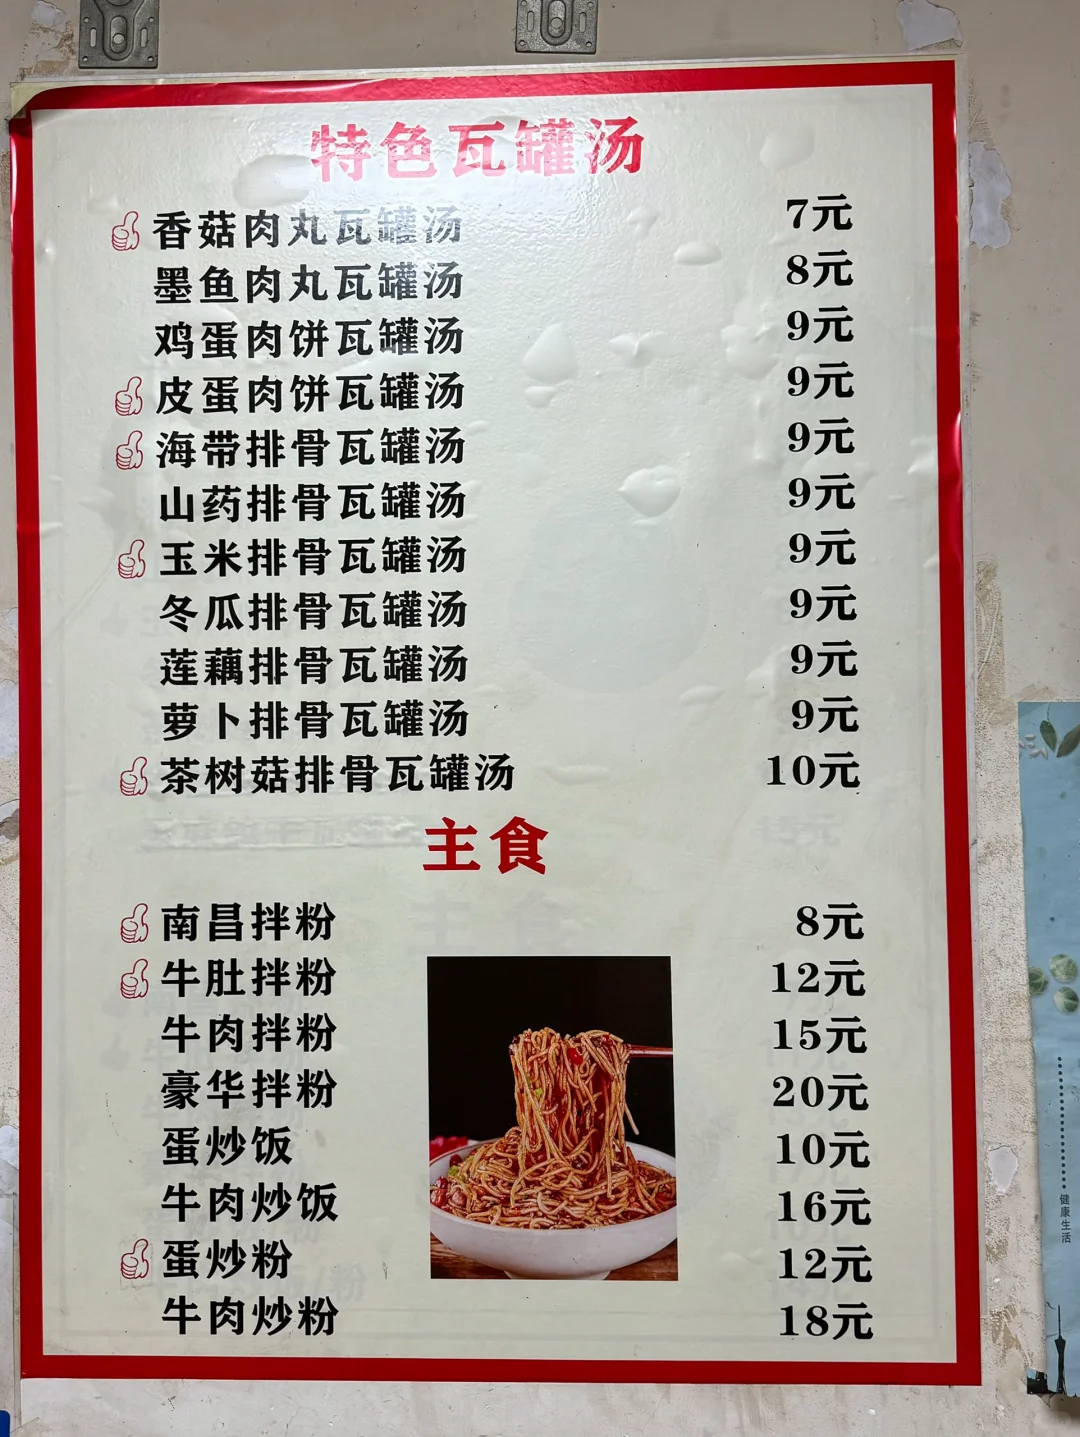 特色瓦罐汤
香菇肉丸瓦罐汤 7元
墨鱼肉丸瓦罐汤 8元
鸡蛋肉饼瓦罐汤 9元
皮蛋肉饼瓦罐汤 9元
海带排骨瓦罐汤 9元
山药排骨瓦罐汤 9元
玉米排骨瓦罐汤 9元
冬瓜排骨瓦罐汤 9元
莲藕排骨瓦罐汤 9元
萝卜排骨瓦罐汤 9元
茶树菇排骨瓦罐汤 10元
主食
南昌拌粉 8元
牛肚拌粉 12元
牛肉拌粉 15元
豪华拌粉 20元
蛋炒饭 10元
牛肉炒饭 16元
蛋炒粉 12元
牛肉炒粉 18元
健康生活